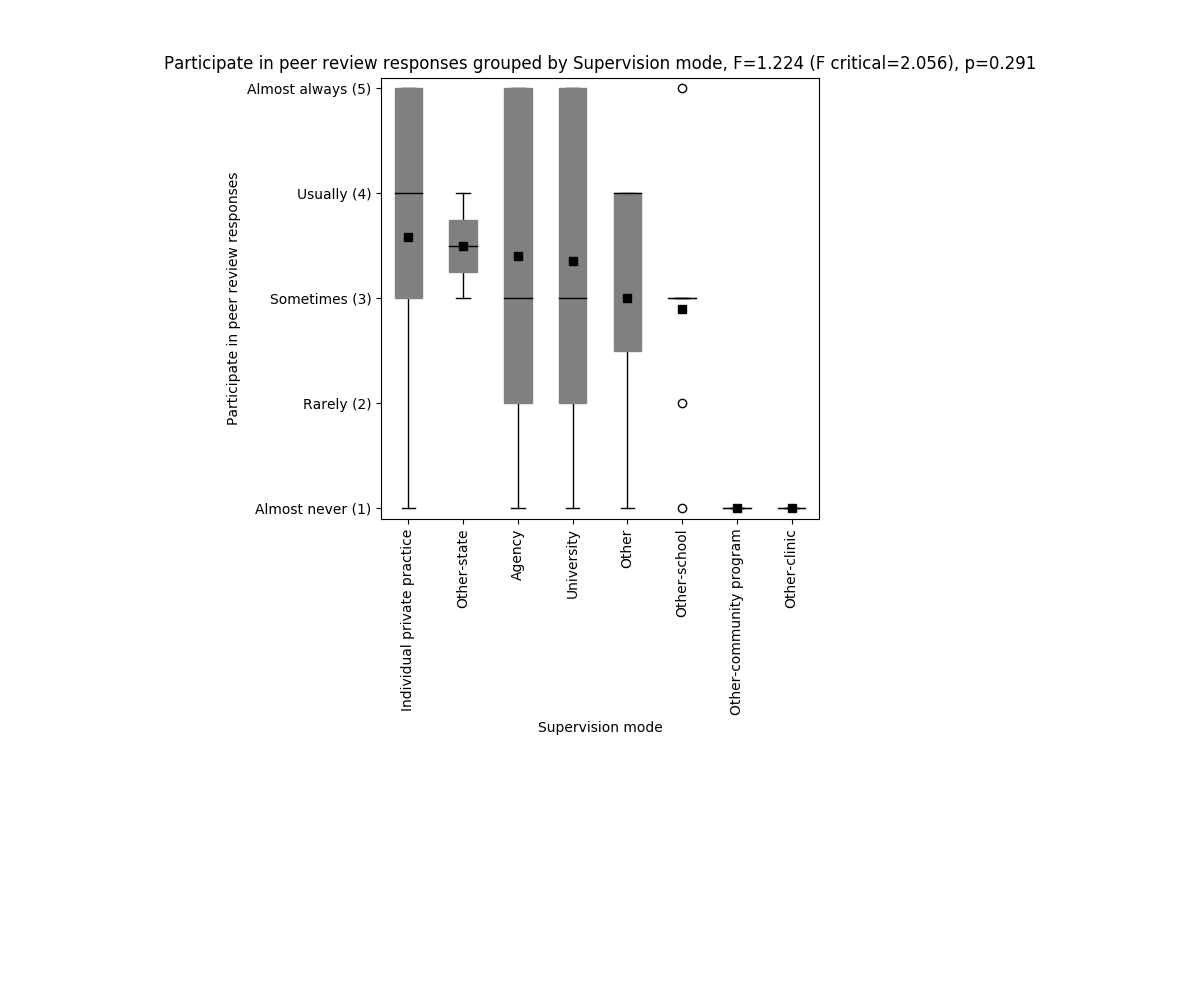 Participate in peer review responses grouped by Supervision mode, F=1.224 (F critical=2.056), p=0.291
Participate in peer review responses
Almost always (5)
Usually (4)
Sometimes (3)
Rarely (2)
Almost never (1)
Individual private practice
Other-state
Agency
University
Other
Other-school
Other-community program
Other-clinic
Supervision mode